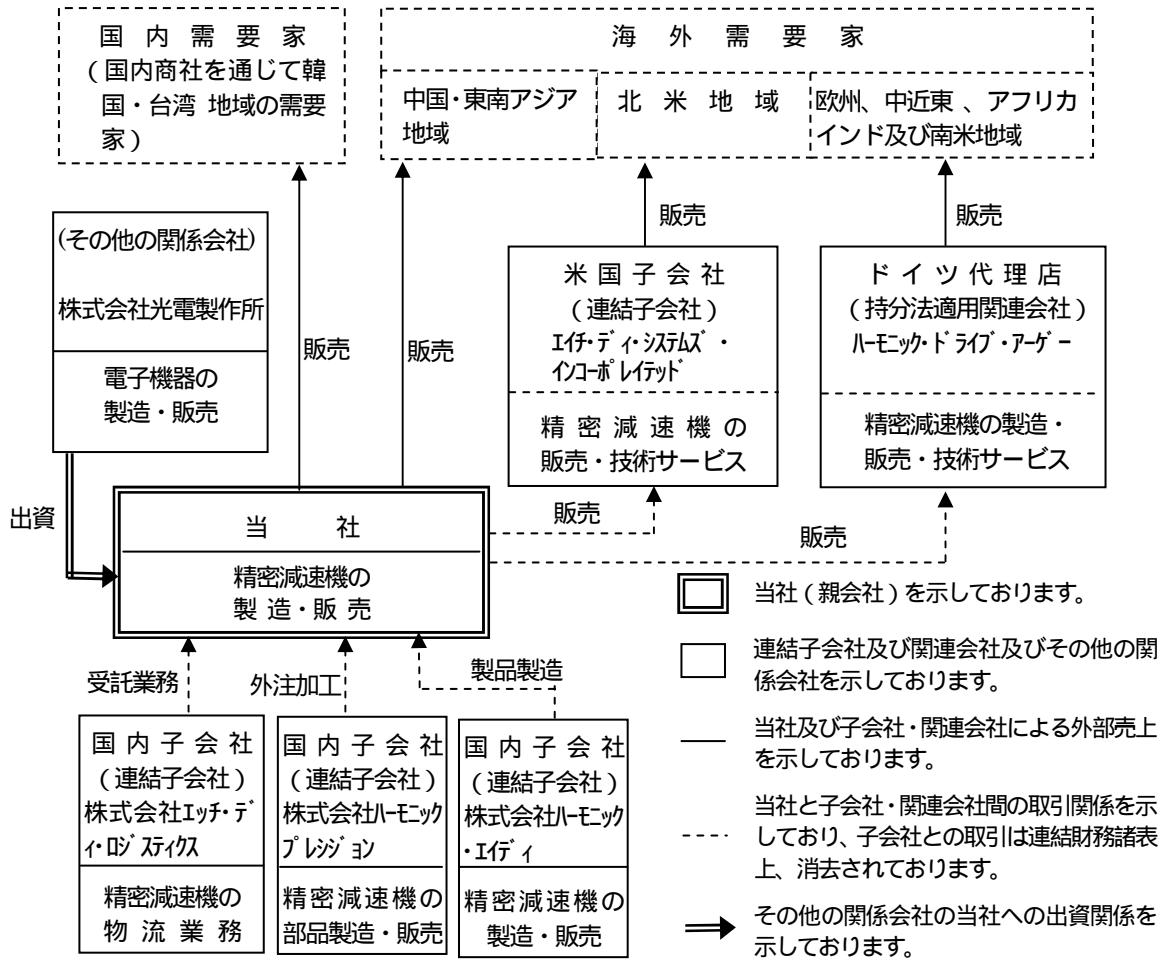 国 内 需 要 家
（国内商社を通じて韓
国・台湾 地域の需要
家）
海 外 需 要 家
中国・東南アジア
地域
北 米 地 域
欧州、中近東 、アフリカ
インド及び南米地域
販売
販売
(その他の関係会社)
株式会社光電製作所
電子機器の
製造・販売
販売
販売
米 国 子 会 社
（連結子会社）
ｴｲﾁ・ﾃﾞｨ・ｼｽﾃﾑｽﾞ・
ｲﾝｺｰﾎﾟﾚｲﾃｯﾄﾞ
精 密 減 速 機 の
販売・技術サービス
ド イ ツ 代 理 店
（持分法適用関連会社）
ﾊｰﾓﾆｯｸ・ﾄﾞﾗｲﾌﾞ・ｱｰｹﾞｰ
精密減速機の製造・
販売・技術サービス
出資
当 社
精密減速機の
製 造・販 売
販売
販売
受託業務
外注加工
製品製造
国 内 子 会 社
（連結子会社）
株式会社ｴｯﾁ・ﾃﾞ
ｨ・ﾛｼﾞｽﾃｨｸｽ
精密減速機の
物 流 業 務
国 内 子 会 社
（連結子会社）
株式会社ﾊｰﾓﾆｯｸ
ﾌﾟﾚｼｼﾞｮﾝ
精密減速機の
部品製造・販売
国 内 子 会 社
（連結子会社）
株式会社ﾊｰﾓﾆｯｸ
・ｴｲﾃﾞｨ
精密減速機の
製造・販売
当社（親会社）を示しております。
連結子会社及び関連会社及びその他の関
係会社を示しております。
当社及び子会社・関連会社による外部売上
を示しております。
当社と子会社・関連会社間の取引関係を示
しており、子会社との取引は連結財務諸表
上、消去されております。
その他の関係会社の当社への出資関係を
示しております。